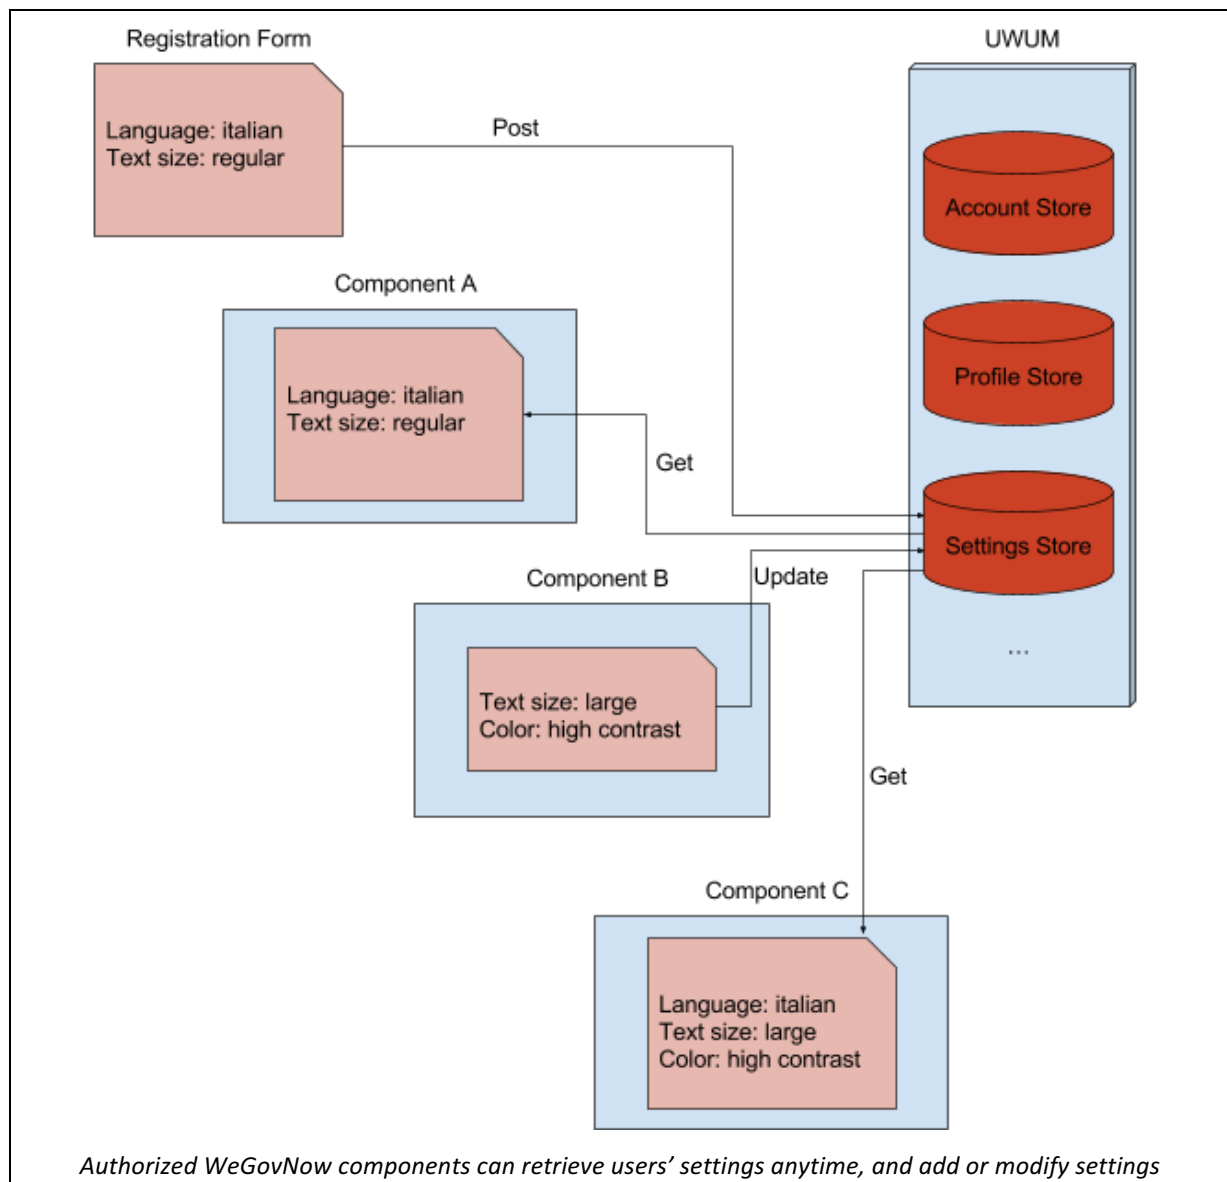 Registration Form
UWUM
Language: italian
Text size: regular
Post
Account Store
Component A
Language: italian
Text size: regular
Profile Store
Get
Settings Store
Component B
Update
Text size: large
Color: high contrast
...
Get
Component C
Language: italian
Text size: large
Color: high contrast
Authorized WeGovNow components can retrieve users’ settings anytime, and add or modify settings